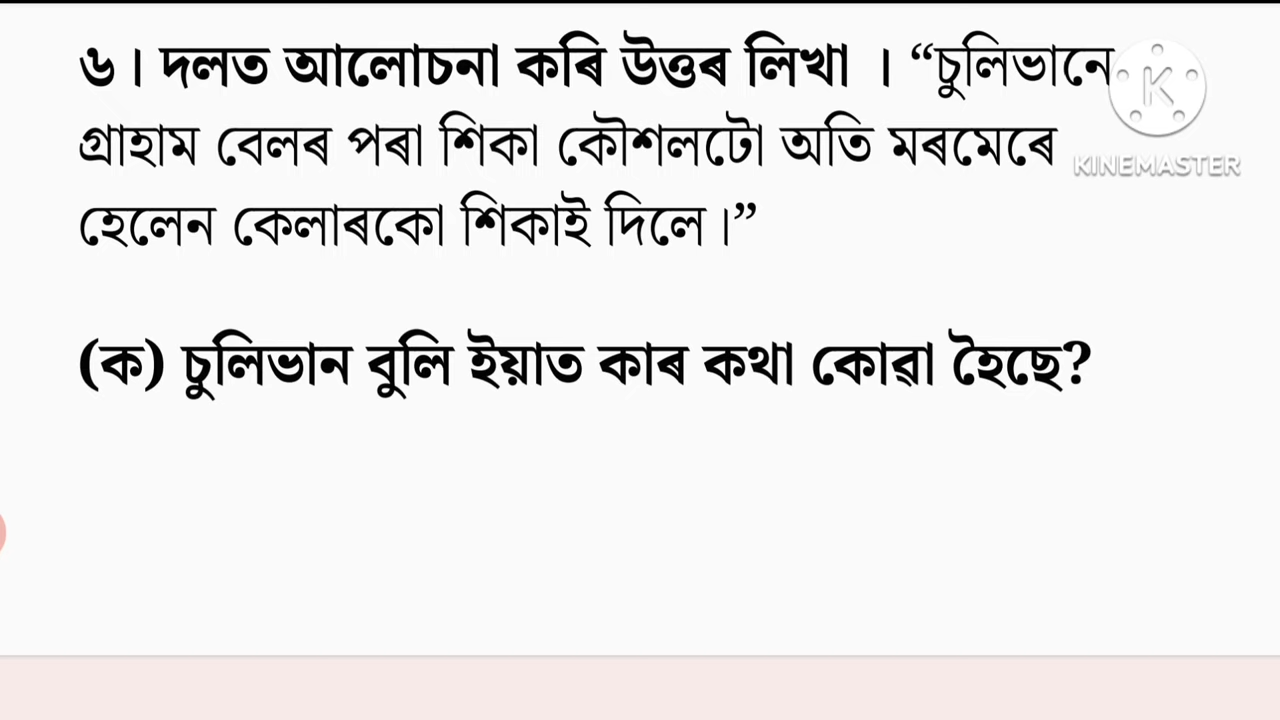 ৬। দলত আলোচনা কৰি উত্তৰ লিখা । “চুলিভানে
গ্ৰাহাম বেলৰ পৰা শিকা কৌশলটো অতি মৰমেৰে
KINEMASTER
হেলেন কেলাৰকো শিকাই দিলে।”
(ক) চুলিভান বুলি ইয়াত কাৰ কথা কোৱা হৈছে?